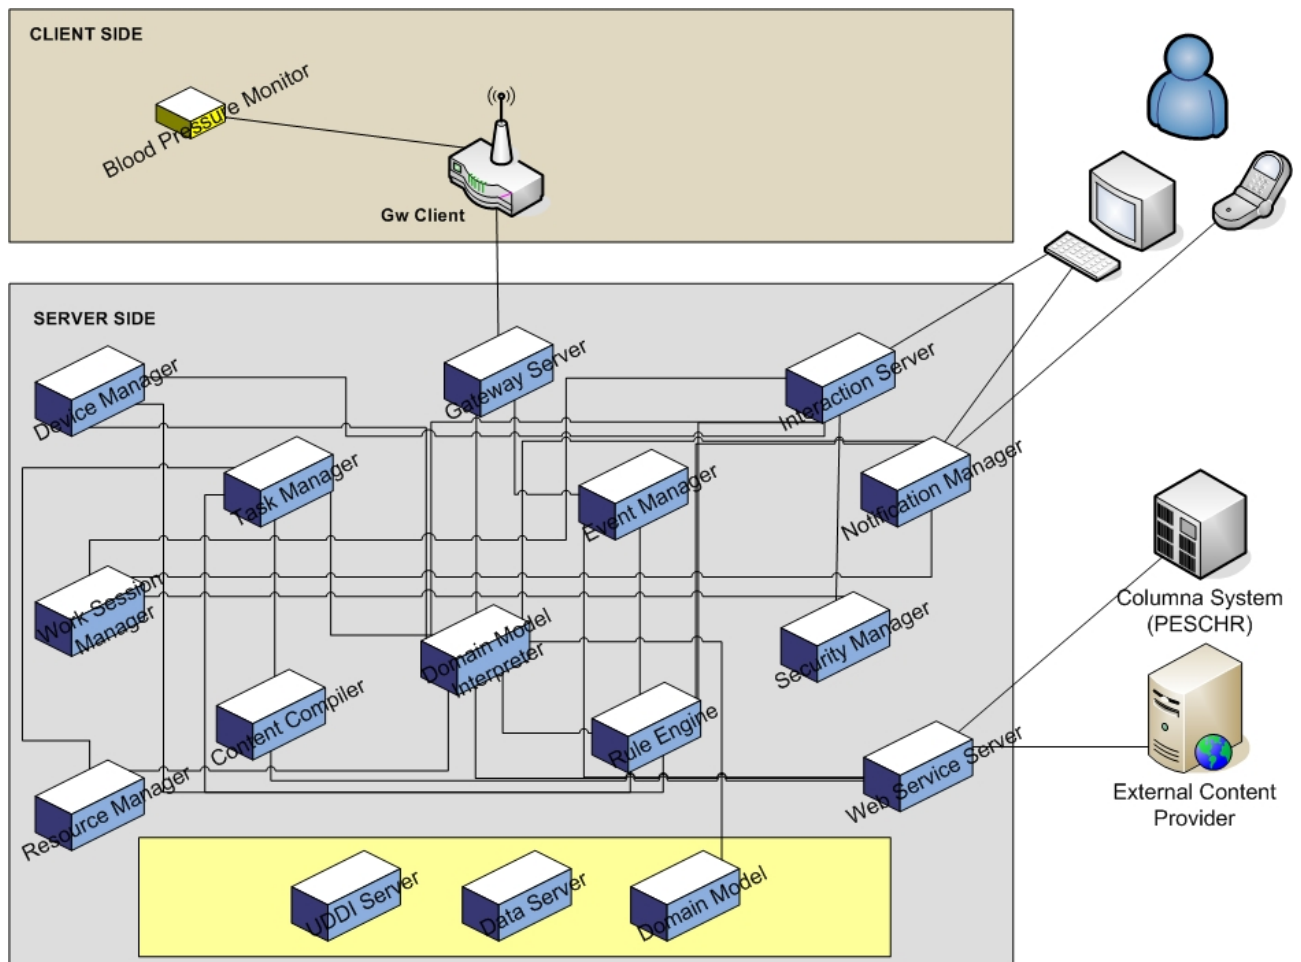 CLIENT SIDE
Blood Pressure Monitor
Gw Client
SERVER SIDE
Device Manager
Gateway Server
Interaction Server
Task Manager
Event Manager
Notification Manager
Work Session
Manager
Domain Model
Interpreter
Security Manager
Columna System
(PESCHR)
Content Compiler
Rule Engine
Web Service Server
Resource Manager
External Content
Provider
UDDI Server
Data Server
Domain Model